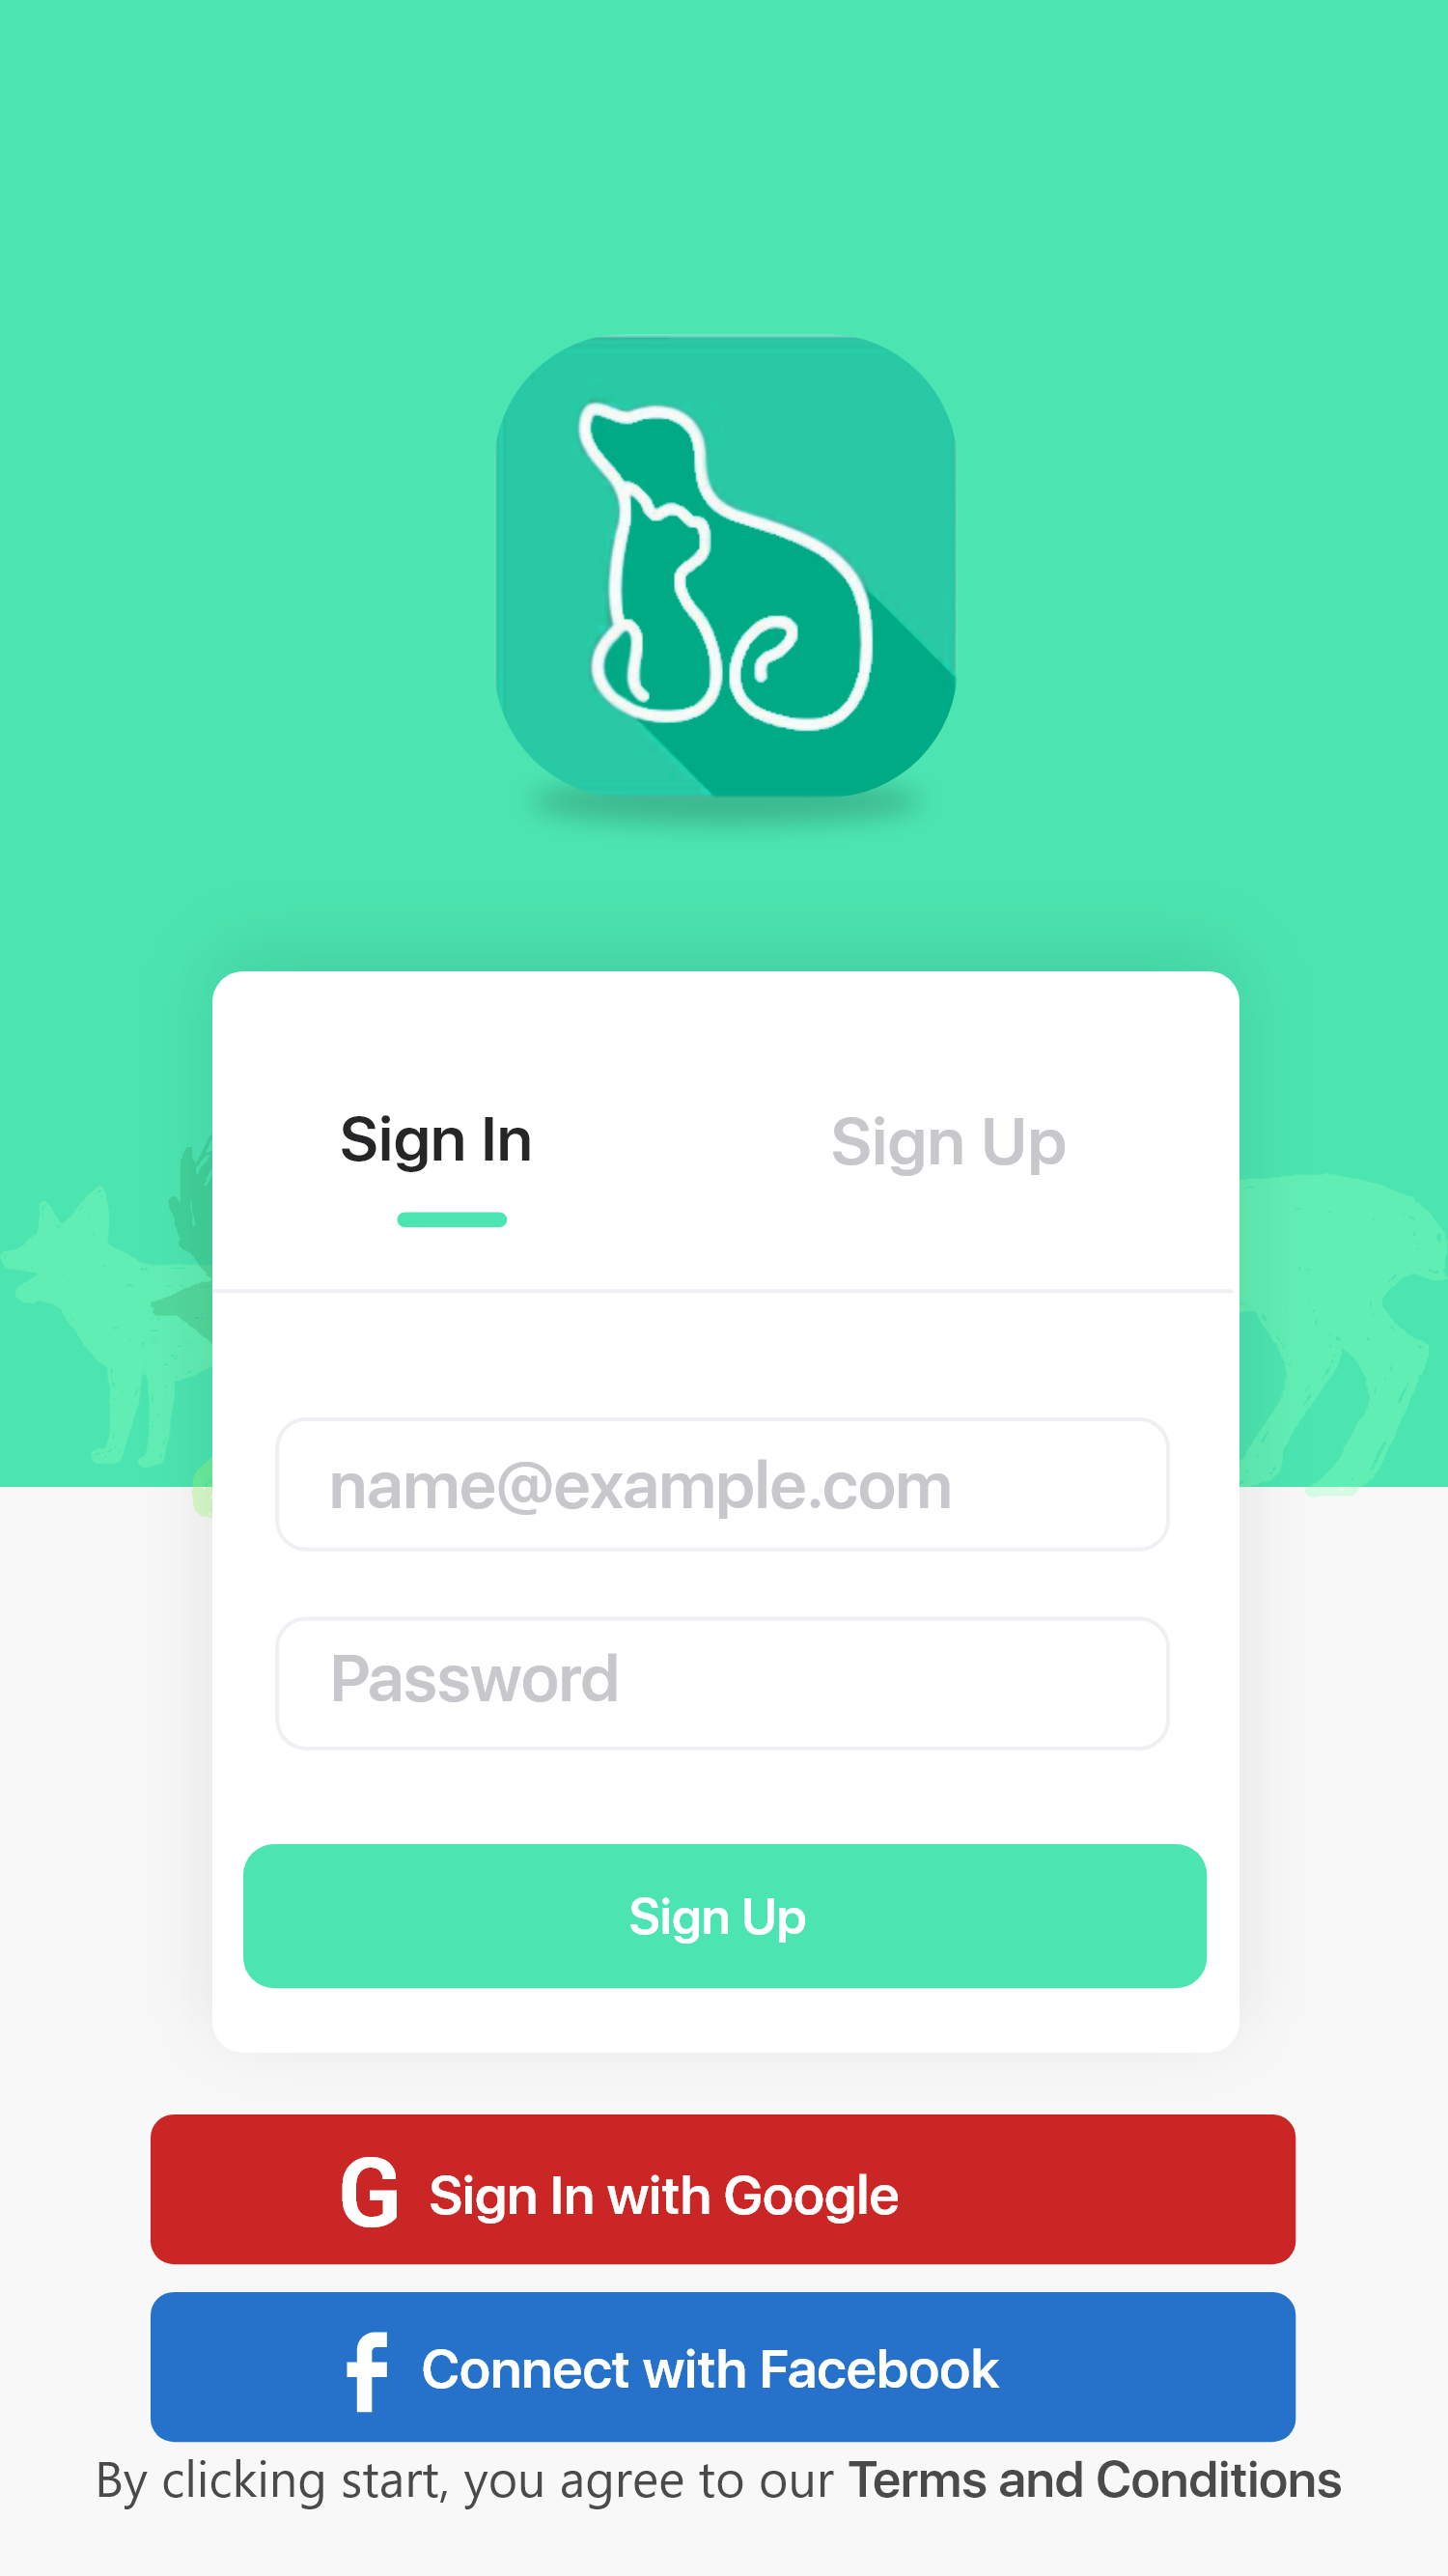 Sign In
Sign Up
name@example.com
Password
Sign Up
G Sign In with Google
f Connect with Facebook
By clicking start, you agree to our Terms and Conditions